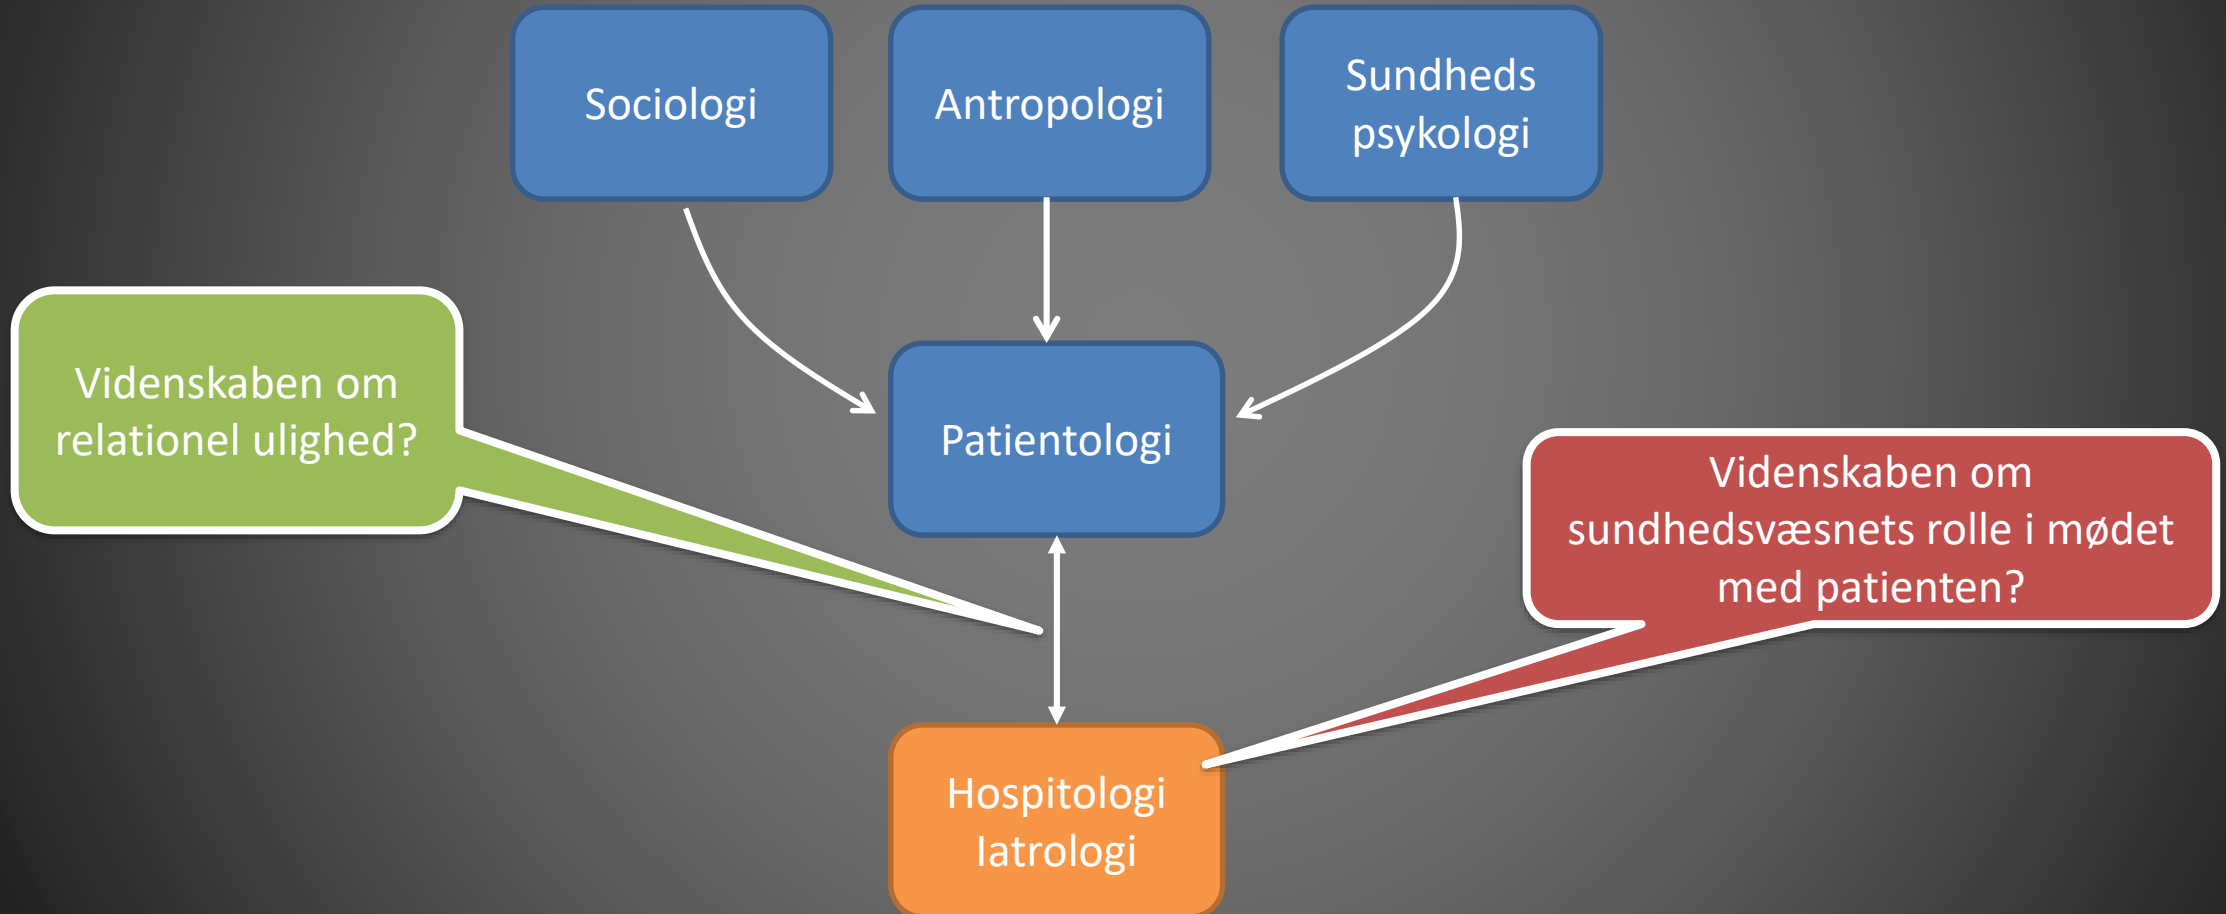 Sociologi
Antropologi
Sundheds
psykologi
Videnskaben om
relationel ulighed?
Patientologi
Videnskaben om
sundhedsvæsnets rolle i mødet
med patienten?
Hospitologi
Iatrologi